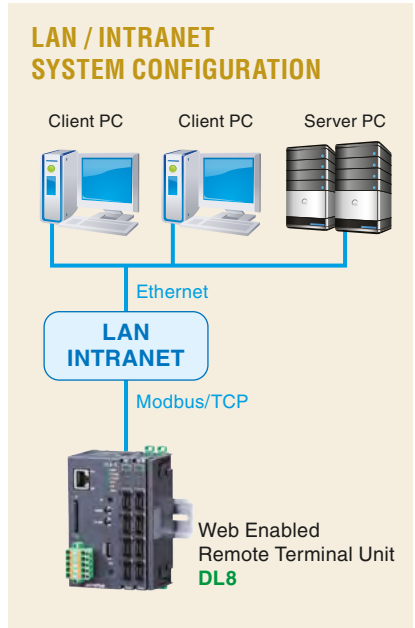 LAN / INTRANET
SYSTEM CONFIGURATION
Client PC
Client PC
Server PC
Ethernet
LAN
INTRANET
Modbus/TCP
Web Enabled
Remote Terminal Unit
DL8